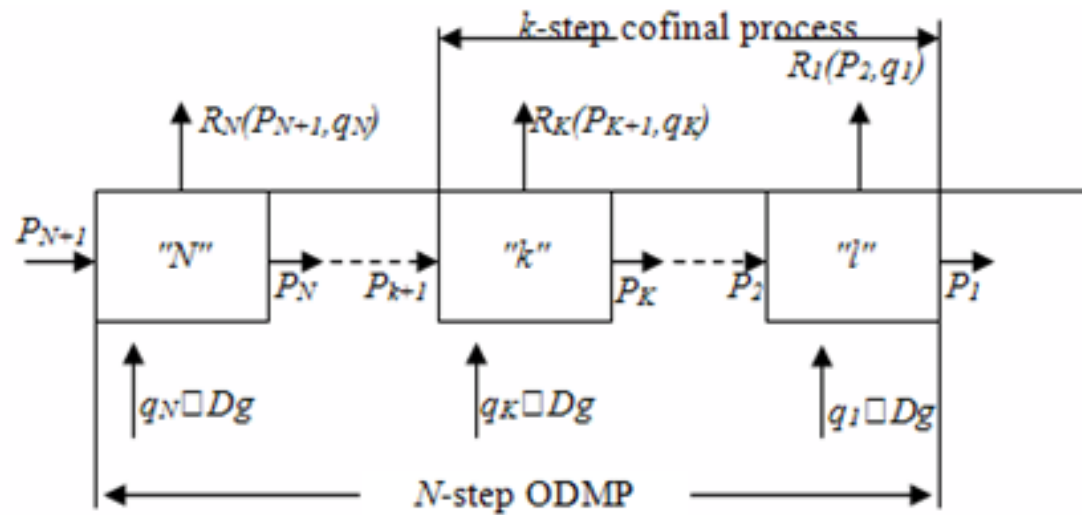 k-step cofinal process
R1(P2,q1)
RN(PN+1,qN)
RK(PK+1,qK)
PN+1
"N"
"k"
"l"
PN
Pk+1
PK
P2
P1
qN□Dg
qK□Dg
q1□Dg
N-step ODMP